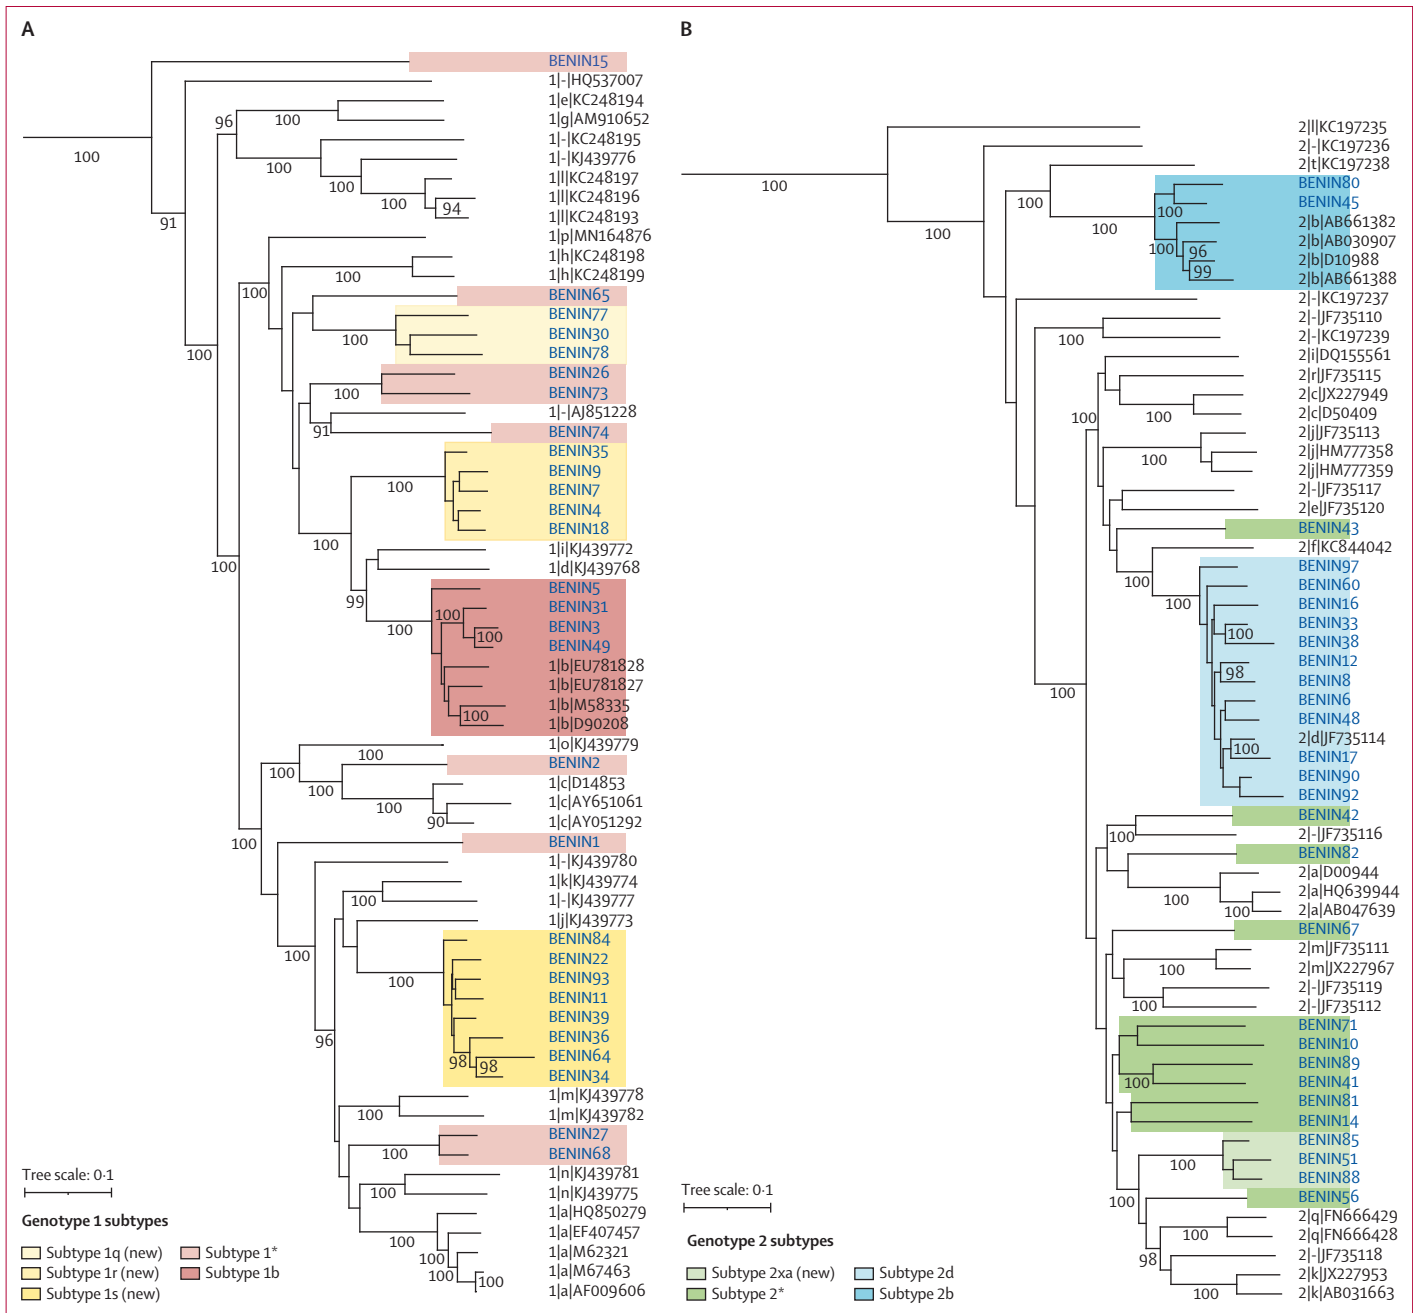 A
BENIN15
1|-|HQ537007
1|e|KC248194
96
100
1|g|AM910652
1|-|KC248195
100
1|-|KJ439776
100
100
1|l|KC248197
100
1|l|KC248196
94
1|l|KC248193
91
1|p|MN164876
1|h|KC248198
100
1|h|KC248199
100
BENIN65
BENIN77
100
BENIN30
100
BENIN78
BENIN26
100
BENIN73
1|-|AJ851228
91
BENIN74
BENIN35
BENIN9
100
BENIN7
BENIN4
BENIN18
100
1|i|KJ439772
100
1|d|KJ439768
BENIN5
99
100
BENIN31
100
BENIN3
100
BENIN49
1|b|EU781828
1|b|EU781827
1|b|M58335
100
1|b|D90208
1|o|KJ439779
100
BENIN2
100
1|c|D14853
100
1|c|AY651061
100
1|c|AY051292
90
100
BENIN1
1|-|KJ439780
1|k|KJ439774
100
1|-|KJ439777
1|j|KJ439773
BENIN84
100
BENIN22
100
BENIN93
BENIN11
BENIN39
96
BENIN36
98
BENIN64
98
BENIN34
1|m|KJ439778
100
1|m|KJ439782
BENIN27
100
BENIN68
1|n|KJ439781
100
1|n|KJ439775
1|a|HQ850279
100
1|a|EF407457
100
1|a|M62321
100
1|a|M67463
100
1|a|AF009606
Tree scale: 0·1
Genotype 1 subtypes
Subtype 1q (new)
Subtype 1r (new)
Subtype 1s (new)
Subtype 1*
Subtype 1b
B
2|l|KC197235
2|-|KC197236
2|t|KC197238
100
BENIN80
100
BENIN45
100
2|b|AB661382
100
100
2|b|AB030907
100
96
2|b|D10988
99
2|b|AB661388
2|-|KC197237
2|-|JF735110
100
2|-|KC197239
2|i|DQ155561
2|r|JF735115
2|c|JX227949
100
2|c|D50409
100
2|j|JF735113
2|j|HM777358
100
2|j|HM777359
2|-|JF735117
2|e|JF735120
BENIN43
2|f|KC844042
100
BENIN97
BENIN60
100
BENIN16
BENIN33
100
BENIN38
BENIN12
98
BENIN8
100
BENIN6
BENIN48
2|d|JF735114
100
BENIN17
BENIN90
BENIN92
BENIN42
100
2|-|JF735116
BENIN82
2|a|D00944
100
2|a|HQ639944
100
2|a|AB047639
BENIN67
2|m|JF735111
100
2|m|JX227967
2|-|JF735119
100
2|-|JF735112
BENIN71
BENIN10
BENIN89
100
BENIN41
BENIN81
BENIN14
BENIN85
100
BENIN51
BENIN88
100
BENIN56
2|q|FN666429
100
2|q|FN666428
98
2|-|JF735118
2|k|JX227953
100
2|k|AB031663
Tree scale: 0·1
Genotype 2 subtypes
Subtype 2xa (new)
Subtype 2*
Subtype 2d
Subtype 2b